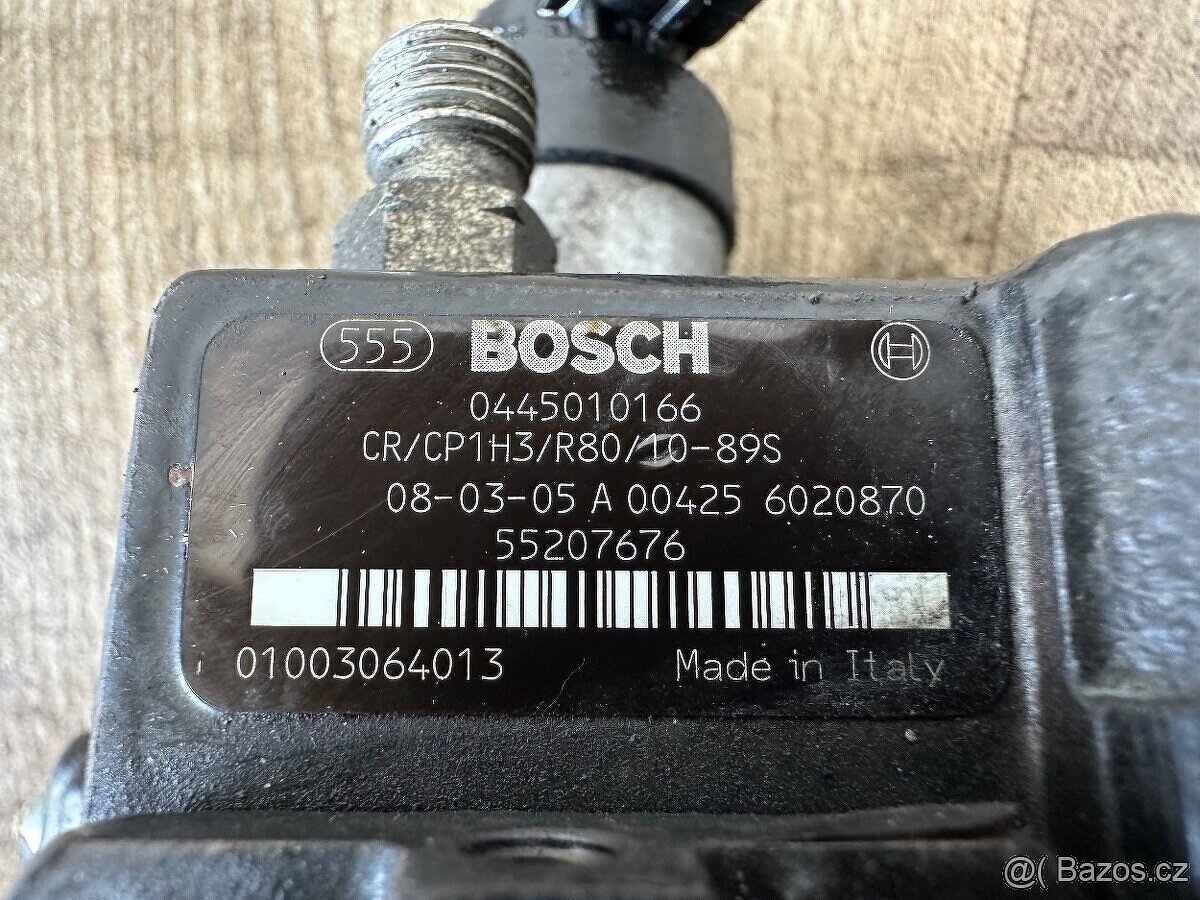 555 BOSCH
0445010166
CR/CP1H3/R80/10-89S
08-03-05 A 00425 6020870
55207676
01003064013 Made in Italy
@( Bazos.cz